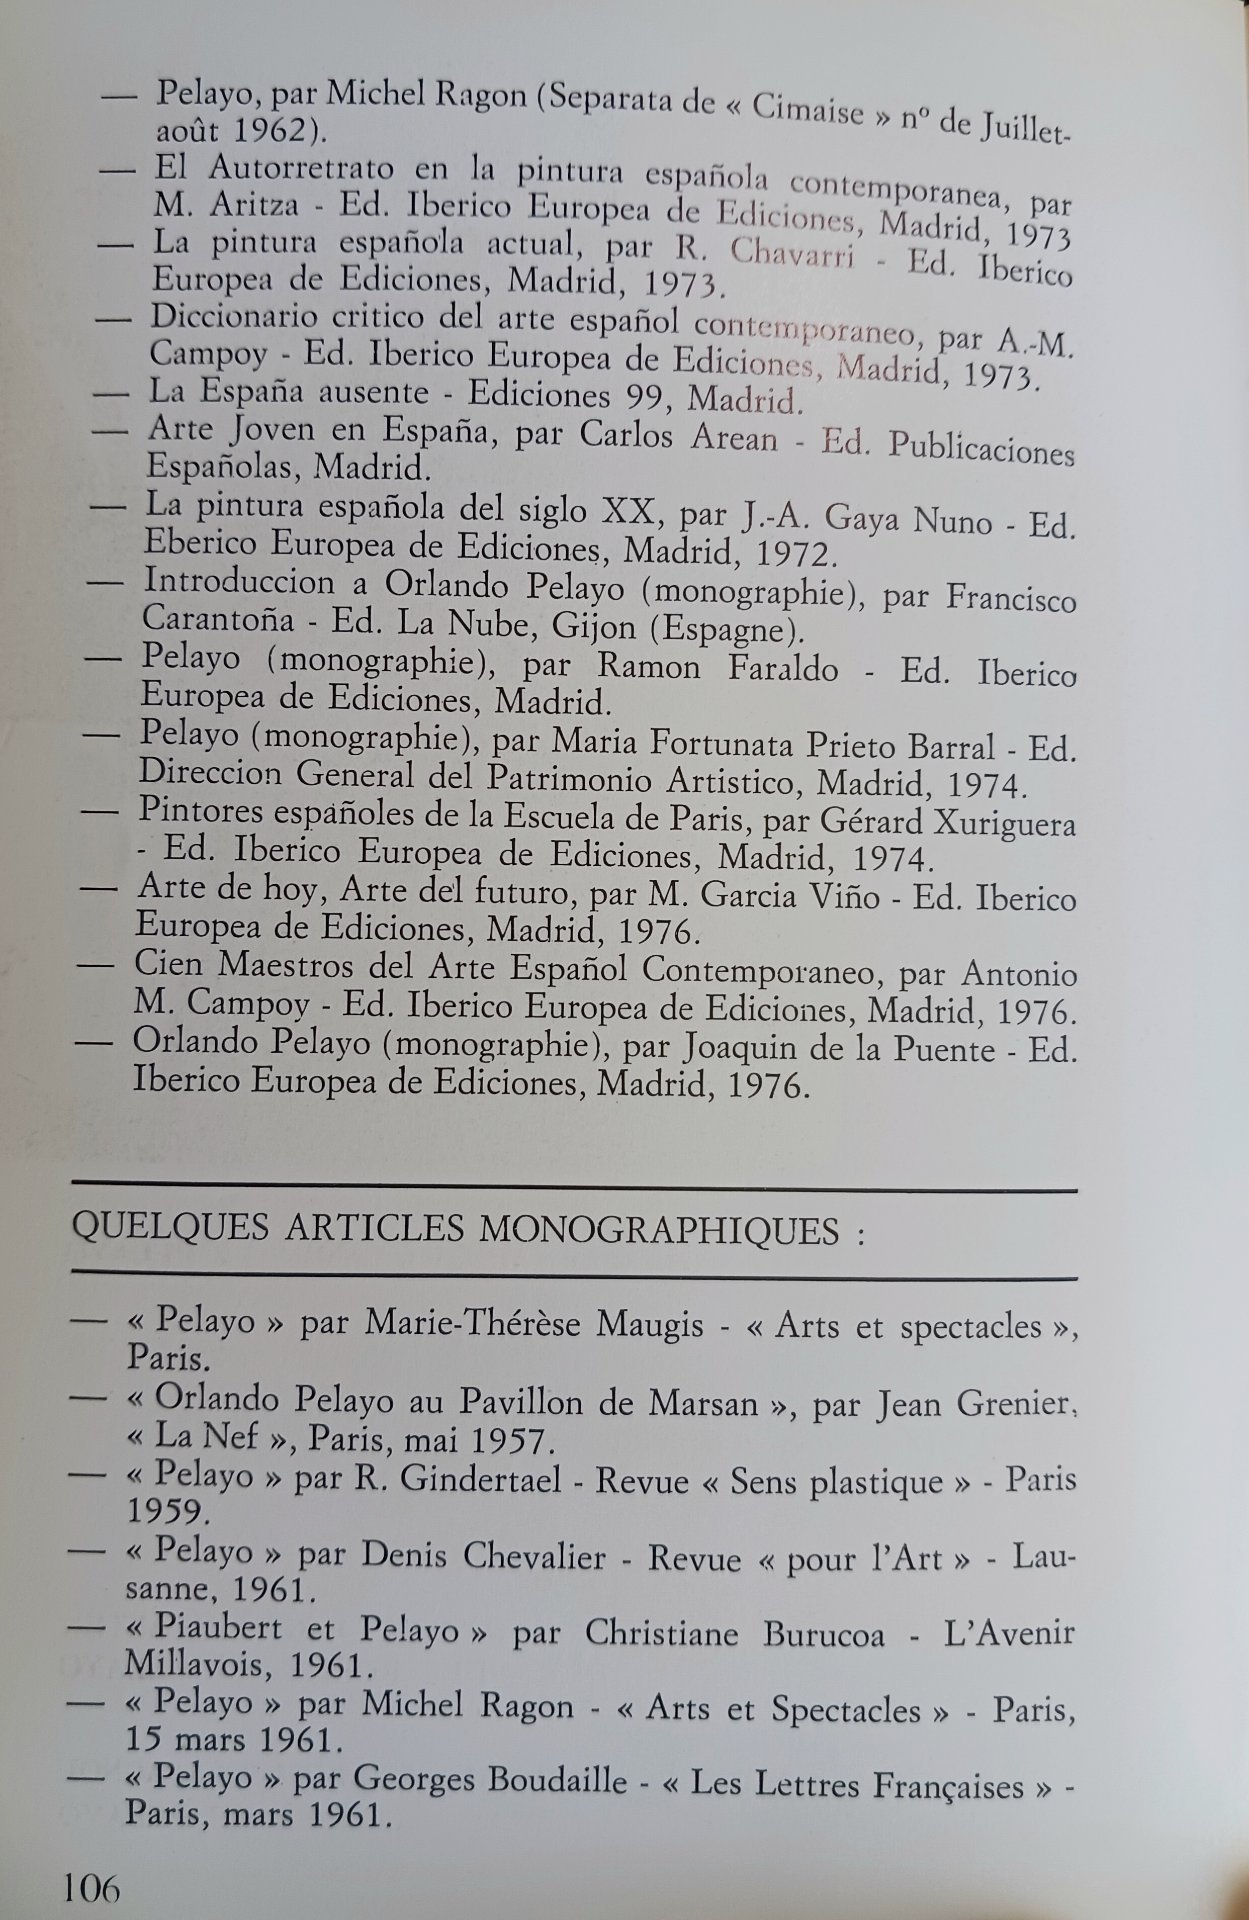 — Pelayo, par Michel Ragon (Separata de « Cimaise » nº de Juillet-
août 1962).
— El Autorretrato en la pintura española contemporanea, par
M. Aritza - Ed. Iberico Europea de Ediciones, Madrid, 1973
— La pintura española actual, par R. Chavarri - Ed. Iberico
Europea de Ediciones, Madrid, 1973.
— Diccionario critico del arte español contemporaneo, par A.-M.
Campoy - Ed. Iberico Europea de Ediciones, Madrid, 1973.
— La España ausente - Ediciones 99, Madrid.
— Arte Joven en España, par Carlos Arean - Ed. Publicaciones
Españolas, Madrid.
— La pintura española del siglo XX, par J.-A. Gaya Nuno - Ed.
Eberico Europea de Ediciones, Madrid, 1972.
— Introduccion a Orlando Pelayo (monographie), par Francisco
Carantoña - Ed. La Nube, Gijon (Espagne).
— Pelayo (monographie), par Ramon Faraldo - Ed. Iberico
Europea de Ediciones, Madrid.
— Pelayo (monographie), par Maria Fortunata Prieto Barral - Ed.
Direccion General del Patrimonio Artistico, Madrid, 1974.
— Pintores españoles de la Escuela de Paris, par Gérard Xuriguera
- Ed. Iberico Europea de Ediciones, Madrid, 1974.
— Arte de hoy, Arte del futuro, par M. Garcia Viño - Ed. Iberico
Europea de Ediciones, Madrid, 1976.
— Cien Maestros del Arte Español Contemporaneo, par Antonio
M. Campoy - Ed. Iberico Europea de Ediciones, Madrid, 1976.
— Orlando Pelayo (monographie), par Joaquin de la Puente - Ed.
Iberico Europea de Ediciones, Madrid, 1976.
QUELQUES ARTICLES MONOGRAPHIQUES :
— « Pelayo » par Marie-Thérèse Maugis - « Arts et spectacles »,
Paris.
— « Orlando Pelayo au Pavillon de Marsan », par Jean Grenier,
« La Nef », Paris, mai 1957.
— « Pelayo » par R. Gindertael - Revue « Sens plastique » - Paris
1959.
— « Pelayo » par Denis Chevalier - Revue « pour l'Art » - Lau-
sanne, 1961.
— « Piaubert et Pelayo » par Christiane Burucoa - L'Avenir
Millavois, 1961.
— « Pelayo » par Michel Ragon - « Arts et Spectacles » - Paris,
15 mars 1961.
— « Pelayo » par Georges Boudaille - « Les Lettres Françaises » -
Paris, mars 1961.
106